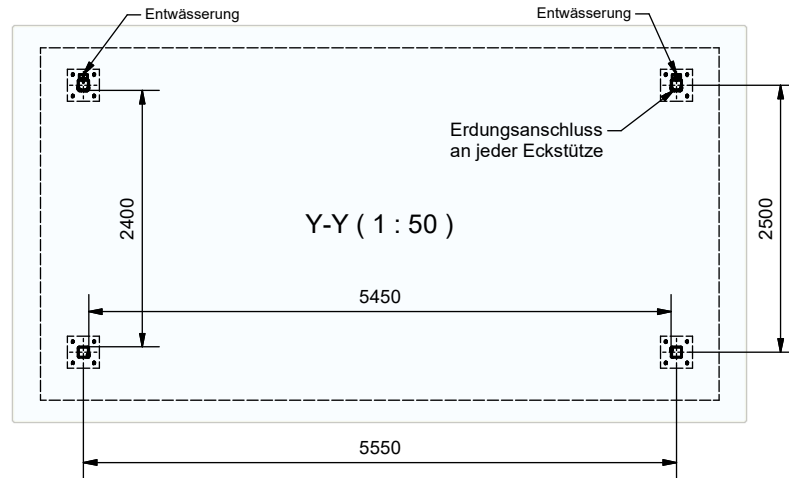 Entwässerung
Entwässerung
Erdungsanschluss
an jeder Eckstütze
2400
Y-Y ( 1 : 50 )
2500
5450
5550